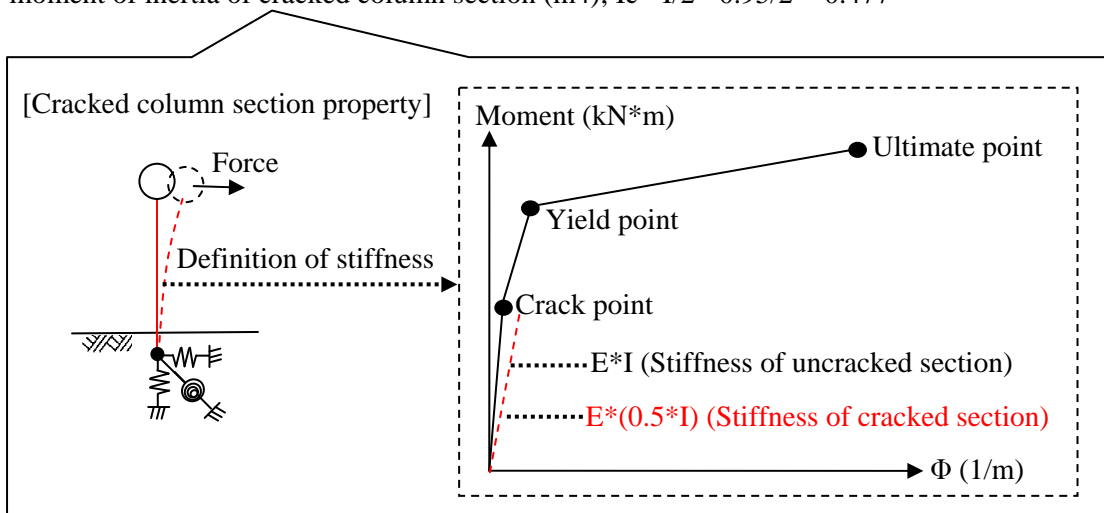 moment of inertia of cracked column section (m4), Ic=I/2=0.95/2 = 0.477
[Cracked column section property]
Moment (kN*m)
Force
Ultimate point
Yield point
Definition of stiffness
Crack point
E*I (Stiffness of uncracked section)
E*(0.5*I) (Stiffness of cracked section)
Φ (1/m)